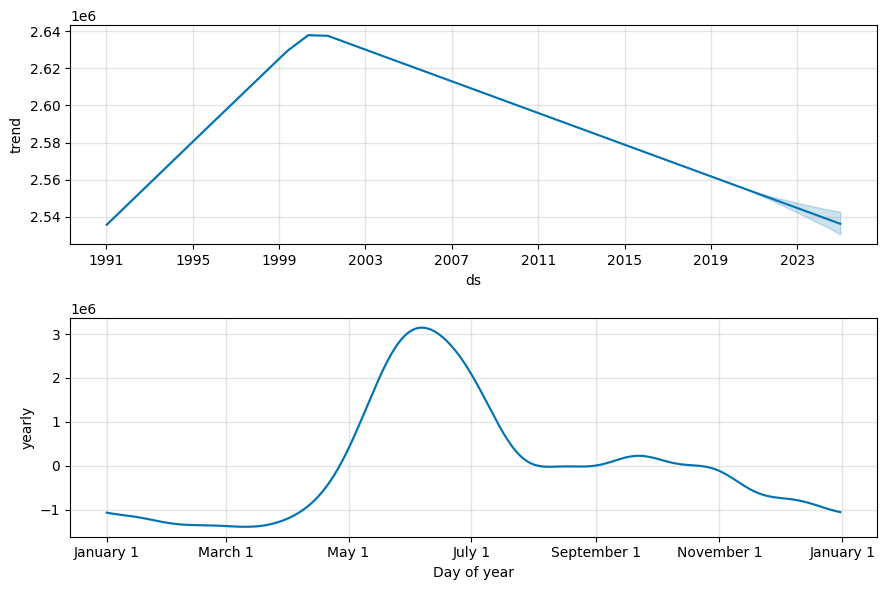 1e6
2.64
2.62
2.60
2.58
2.56
2.54
trend
1991 1995 1999 2003 2007 2011 2015 2019 2023
ds
1e6
3
2
1
0
−1
yearly
January 1 March 1 May 1 July 1 September 1 November 1 January 1
Day of year